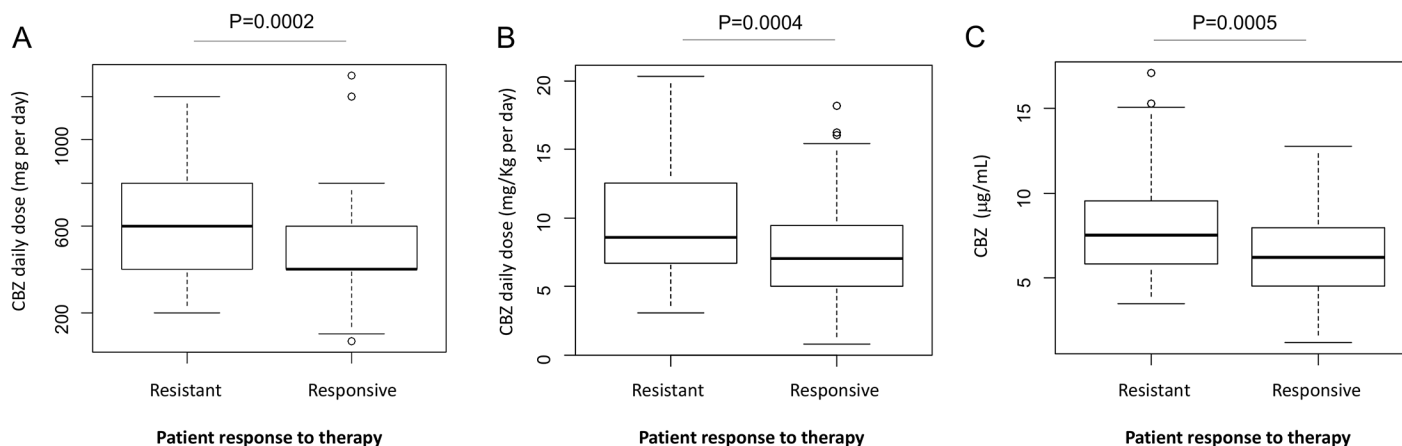 A
P=0.0002
CBZ daily dose (mg per day)
1000
600
200
Resistant
Responsive
Patient response to therapy
B
P=0.0004
CBZ daily dose (mg/Kg per day)
20
15
10
5
0
Resistant
Responsive
Patient response to therapy
C
P=0.0005
CBZ (µg/mL)
15
10
5
Resistant
Responsive
Patient response to therapy